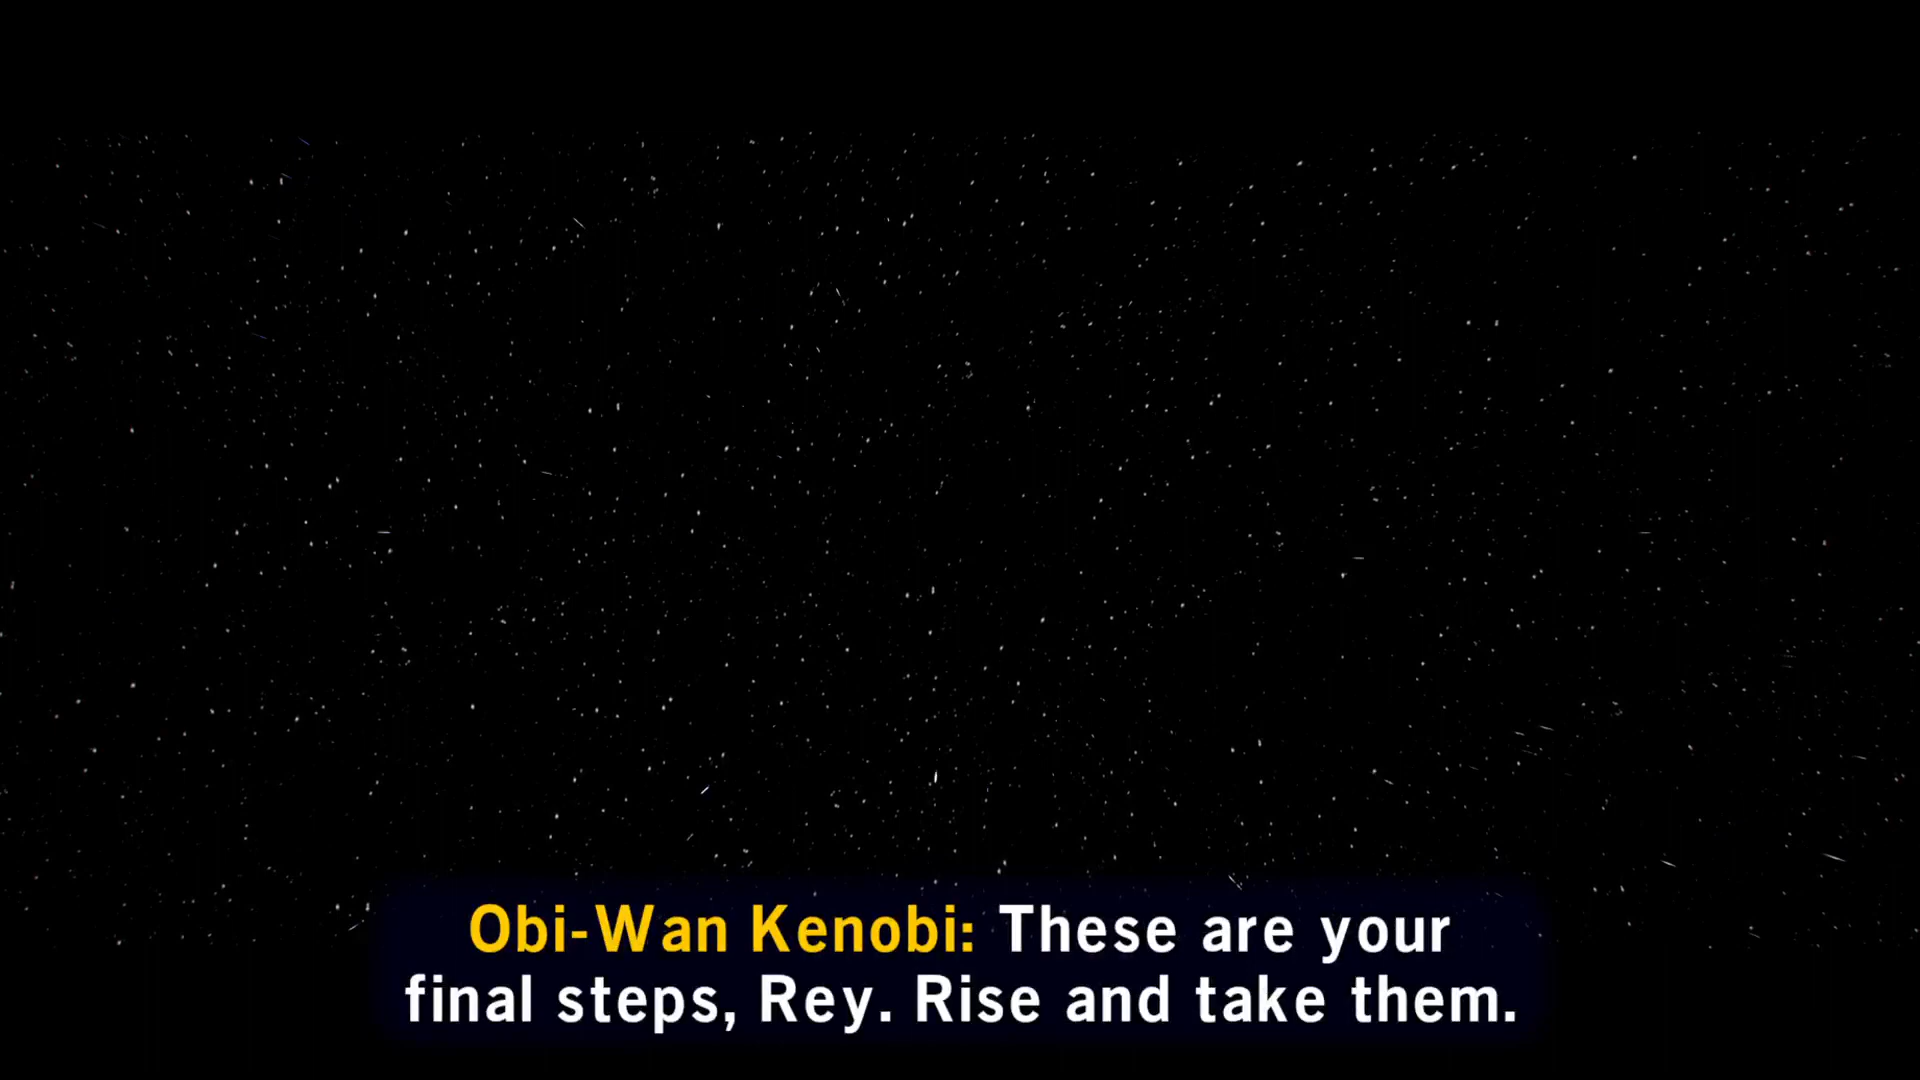 Obi-Wan Kenobi: These are your
final steps, Rey. Rise and take them.